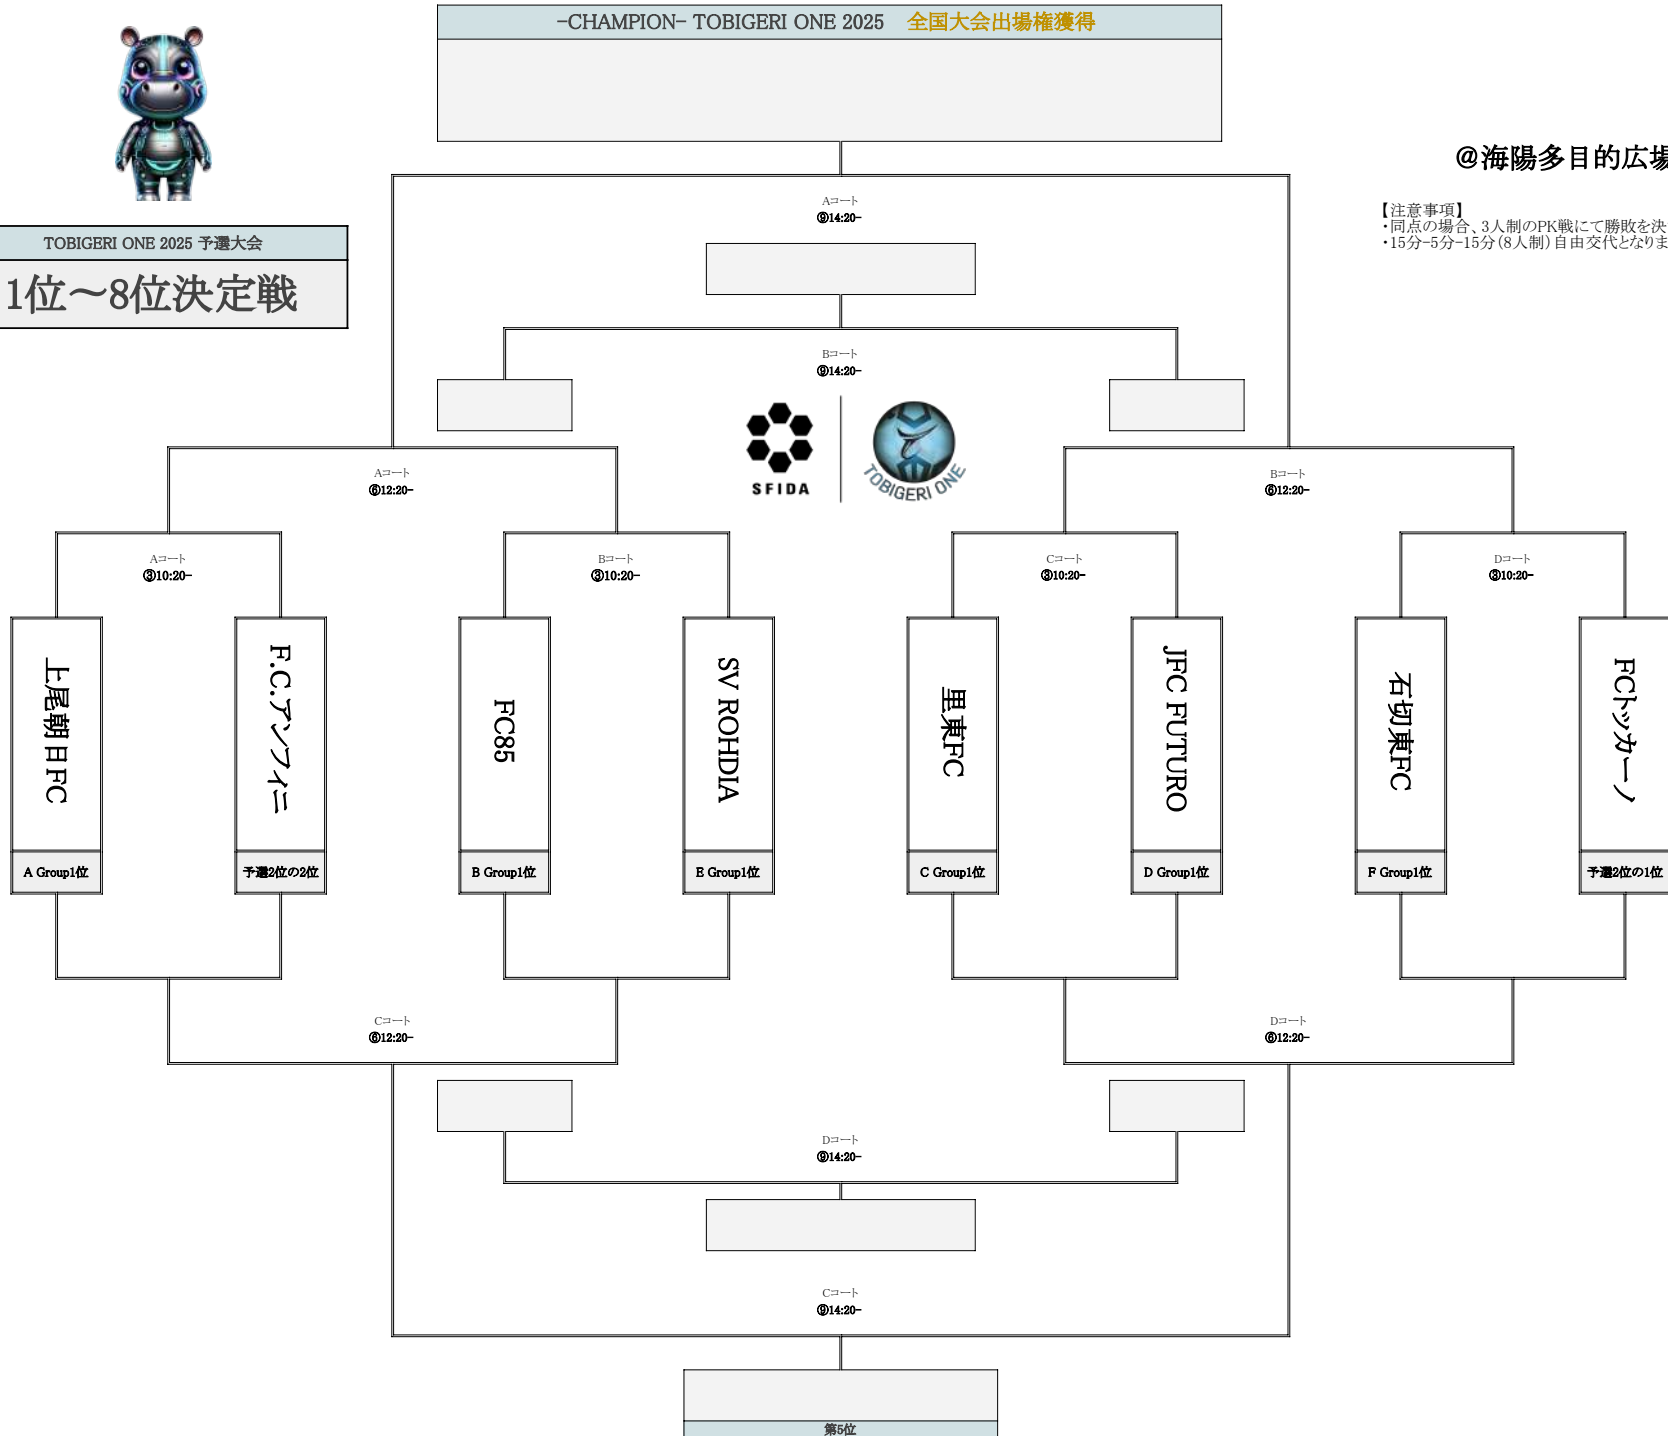 -CHAMPION- TOBIGERI ONE 2025 全国大会出場権獲得
@海陽多目的広場
【注意事項】
・同点の場合、3人制のPK戦にて勝敗を決
・15分-5分-15分(8人制)自由交代となりま
TOBIGERI ONE 2025 予選大会
1位～8位決定戦
Aコート
⑨14:20-
Bコート
⑨14:20-
SFIDA
TOBIGERI ONE
Aコート
⑥12:20-
Bコート
⑥12:20-
Aコート
③10:20-
Bコート
③10:20-
Cコート
③10:20-
Dコート
③10:20-
上尾朝日FC
F.C.アンフィニ
FC85
SV ROHDIA
里東FC
JFC FUTURO
石切東FC
FCトッカーノ
A Group1位
予選2位の2位
B Group1位
E Group1位
C Group1位
D Group1位
F Group1位
予選2位の1位
Cコート
⑥12:20-
Dコート
⑥12:20-
Dコート
⑨14:20-
Cコート
⑨14:20-
第5位